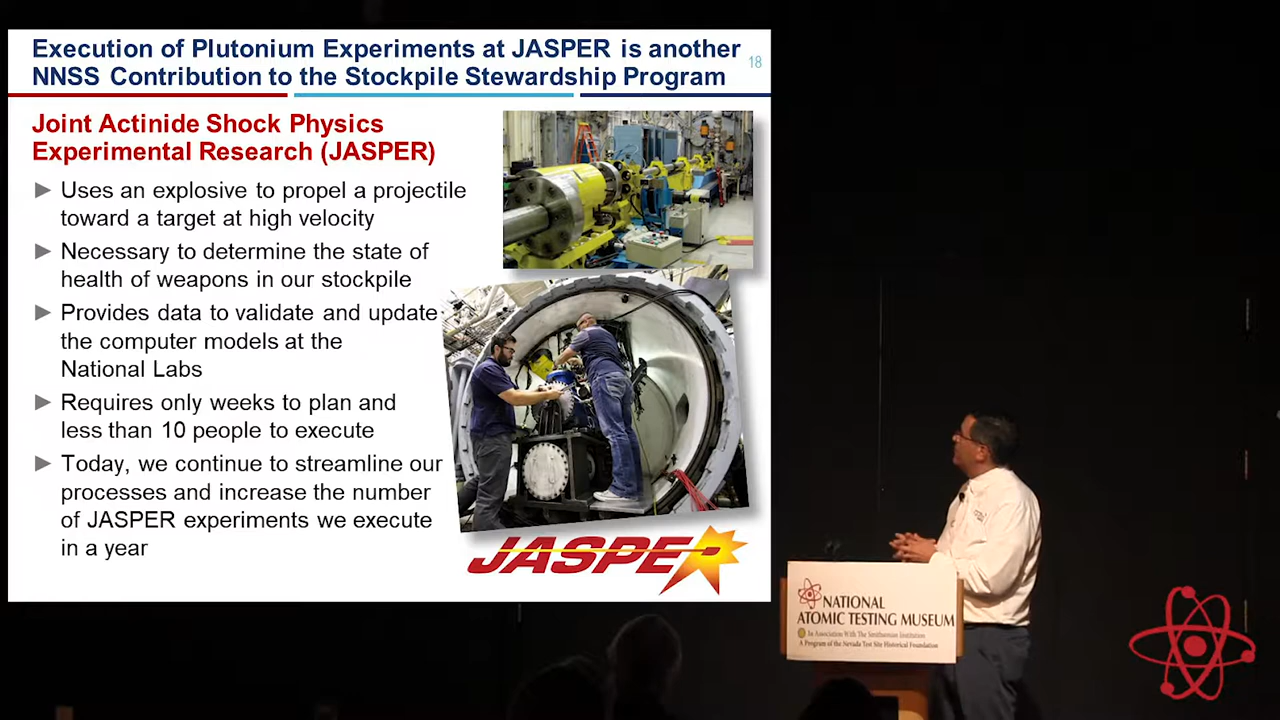 Execution of Plutonium Experiments at JASPER is another
NNSS Contribution to the Stockpile Stewardship Program
18
Joint Actinide Shock Physics
Experimental Research (JASPER)
Uses an explosive to propel a projectile
toward a target at high velocity
Necessary to determine the state of
health of weapons in our stockpile
Provides data to validate and update
the computer models at the
National Labs
Requires only weeks to plan and
less than 10 people to execute
Today, we continue to streamline our
processes and increase the number
of JASPER experiments we execute
in a year
JASPER
NATIONAL
ATOMIC TESTING MUSEUM
In Association With The Smithsonian Institution
A Program of the Nevada Test Site Historical Foundation